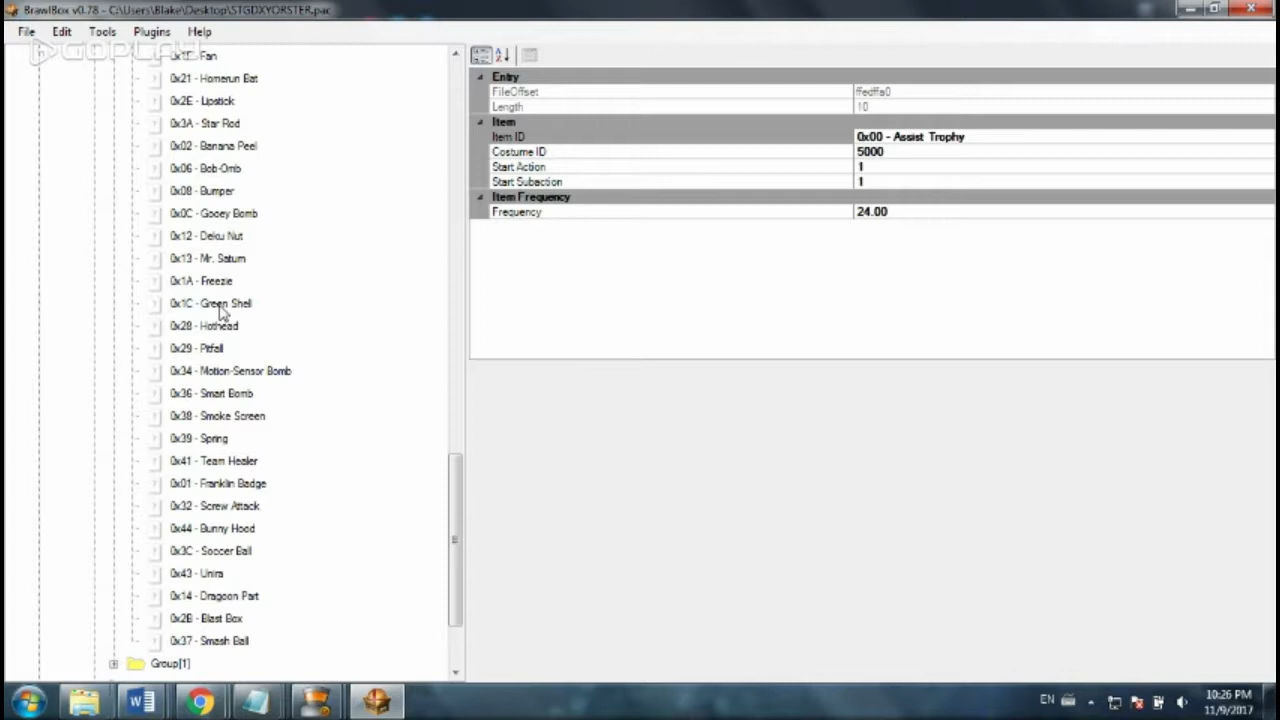 BrawlBox v0.78 - C:\Users\Blake\Desktop\STGDXYORSTER.pac
File Edit Tools Plugins Help
GOPLAY
Fan
0x21 - Homerun Bat
0x2E - Lipstick
0x3A - Star Rod
0x02 - Banana Peel
0x06 - Bob-Omb
0x08 - Bumper
0x0C - Gooey Bomb
0x12 - Deku Nut
0x13 - Mr. Saturn
0x1A - Freezie
0x1C - Green Shell
0x28 - Hothead
0x29 - Pitfall
0x34 - Motion-Sensor Bomb
0x36 - Smart Bomb
0x38 - Smoke Screen
0x39 - Spring
0x41 - Team Healer
0x01 - Franklin Badge
0x32 - Screw Attack
0x44 - Bunny Hood
0x3C - Soccer Ball
0x43 - Unira
0x14 - Dragoon Part
0x2B - Blast Box
0x37 - Smash Ball
Group[1]
Entry
FileOffset ffedffa0
Length 10
Item
Item ID 0x00 - Assist Trophy
Costume ID 5000
Start Action 1
Start Subaction 1
Item Frequency
Frequency 24.00
EN
10:26 PM
11/9/2017